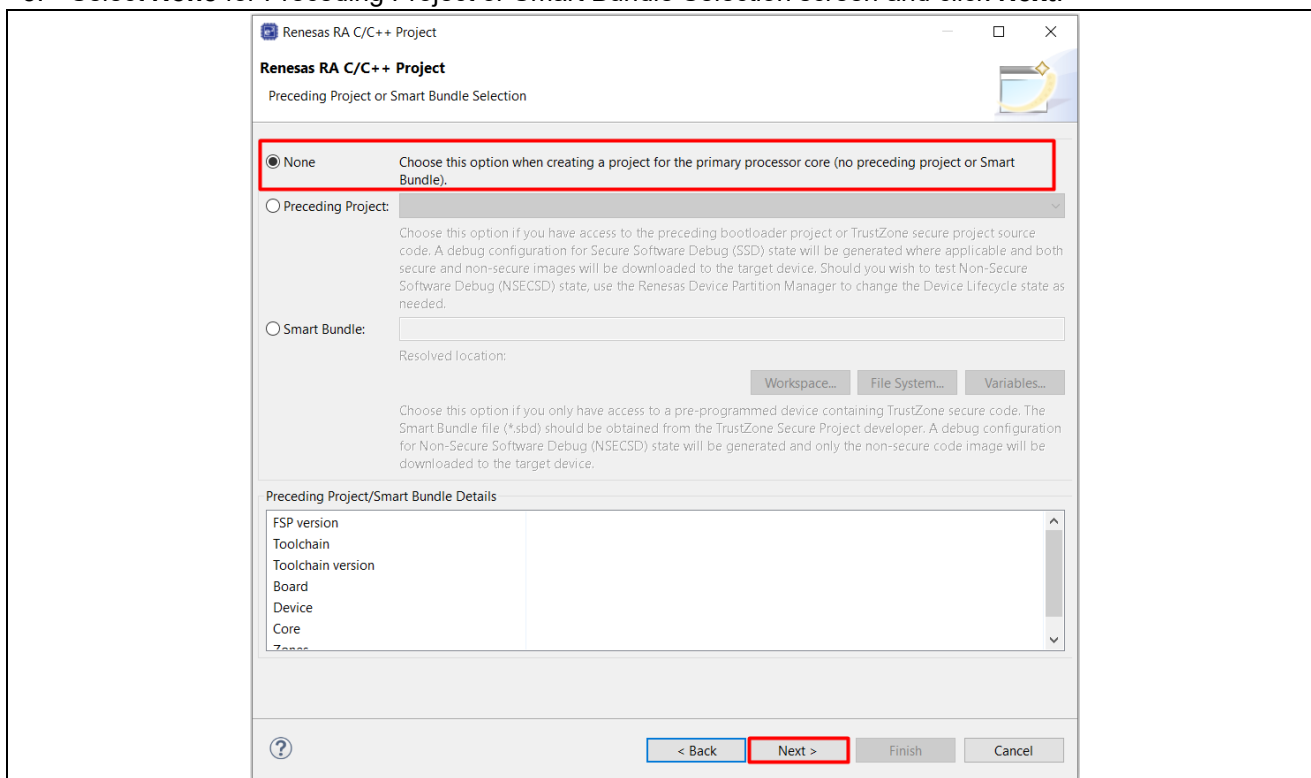 Renesas RA C/C++ Project
Renesas RA C/C++ Project
Preceding Project or Smart Bundle Selection
None
Choose this option when creating a project for the primary processor core (no preceding project or Smart
Bundle).
Preceding Project:
Choose this option if you have access to the preceding bootloader project or TrustZone secure project source
code. A debug configuration for Secure Software Debug (SSD) state will be generated where applicable and both
secure and non-secure images will be downloaded to the target device. Should you wish to test Non-Secure
Software Debug (NSECSD) state, use the Renesas Device Partition Manager to change the Device Lifecycle state as
needed.
Smart Bundle:
Resolved location:
Workspace... File System... Variables...
Choose this option if you only have access to a pre-programmed device containing TrustZone secure code. The
Smart Bundle file (*.sbd) should be obtained from the TrustZone Secure Project developer. A debug configuration
for Non-Secure Software Debug (NSECSD) state will be generated and only the non-secure code image will be
downloaded to the target device.
Preceding Project/Smart Bundle Details
FSP version
Toolchain
Toolchain version
Board
Device
Core
Zones
< Back Next > Finish Cancel